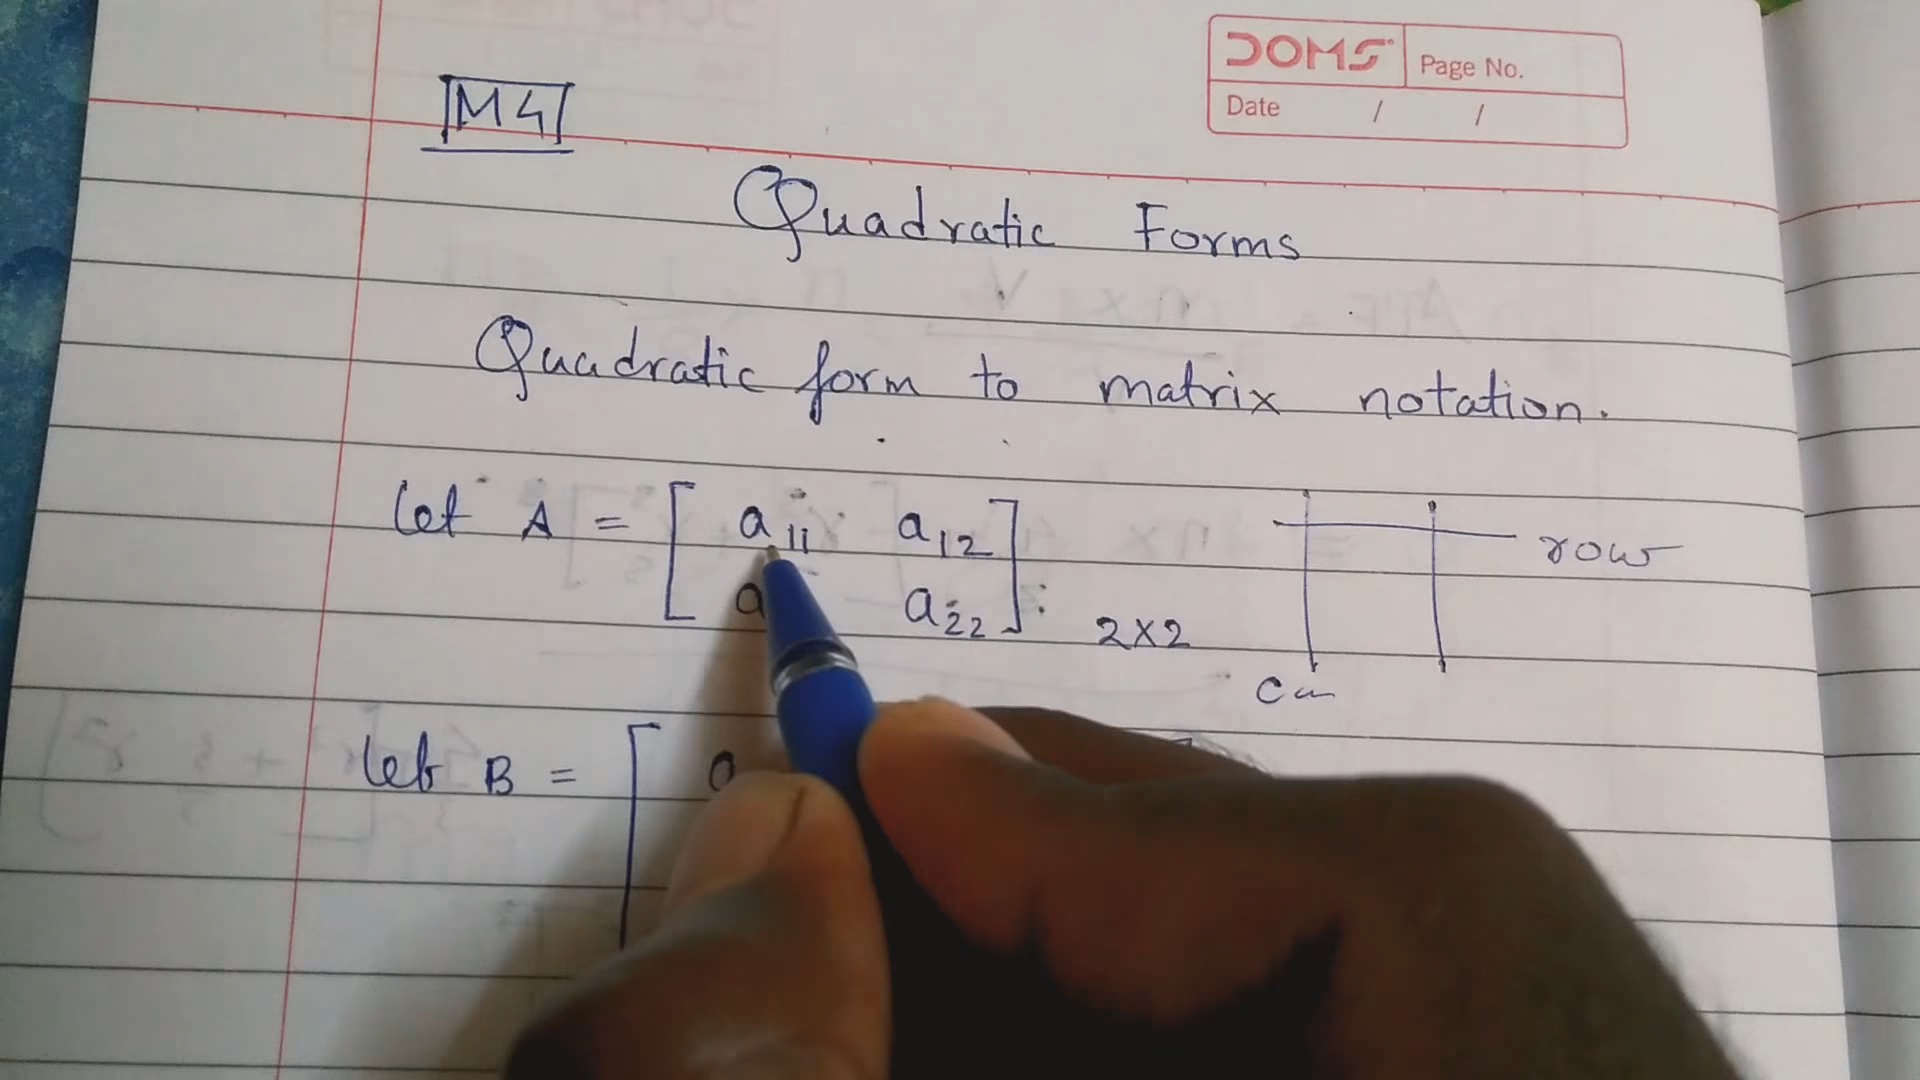 DOMS Page No.
Date / /
M4
Quadratic Forms
Quadratic form to matrix notation.
let A = [ a11 a12
a a22 ] 2x2
row
let B = [ a